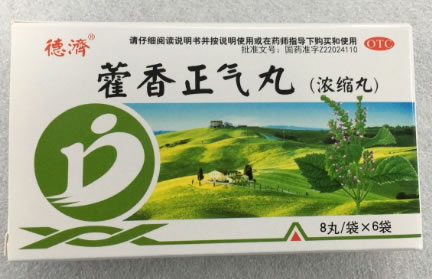 德濟®
请仔细阅读说明书并按说明使用或在药师指导下购买和使用
批准文号：国药准字Z22024110
OTC
藿香正气丸（浓缩丸）
8丸/袋×6袋